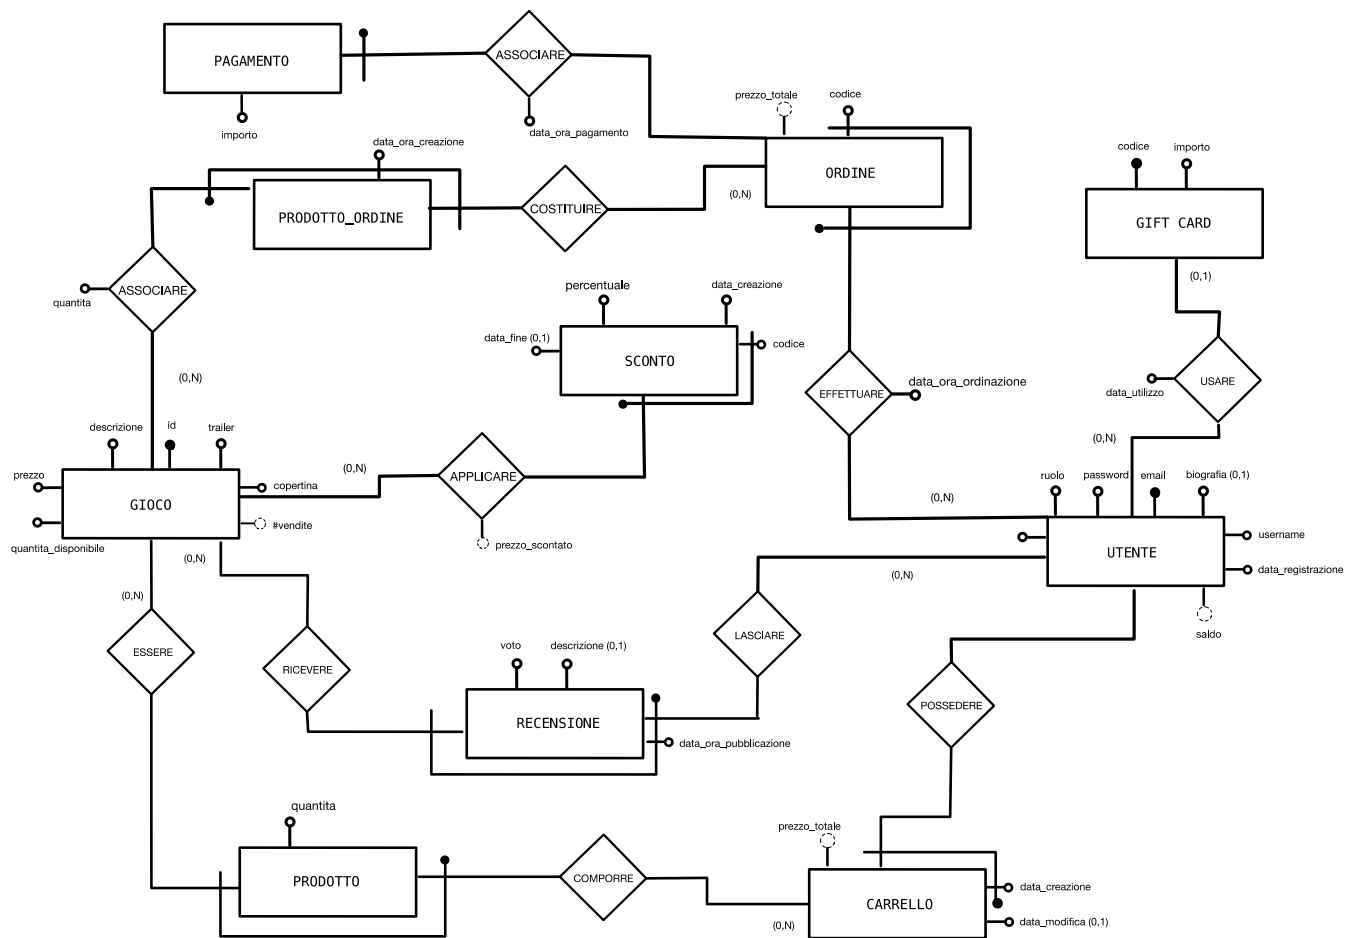 PAGAMENTO
importo
ASSOCIARE
data_ora_pagamento
prezzo_totale
codice
ORDINE
(0,N)
data_ora_creazione
PRODOTTO_ORDINE
COSTITUIRE
codice
importo
GIFT CARD
(0,1)
ASSOCIARE
quantita
(0,N)
percentuale
data_creazione
data_fine (0,1)
codice
SCONTO
EFFETTUARE
data_ora_ordinazione
USARE
data_utilizzo
(0,N)
descrizione
id
trailer
prezzo
copertina
GIOCO
#vendite
quantita_disponibile
(0,N)
APPLICARE
prezzo_scontato
(0,N)
ruolo
password
email
biografia (0,1)
UTENTE
username
data_registrazione
saldo
(0,N)
(0,N)
(0,N)
ESSERE
RICEVERE
LASCIARE
voto
descrizione (0,1)
RECENSIONE
data_ora_pubblicazione
POSSEDERE
quantita
PRODOTTO
COMPORRE
prezzo_totale
CARRELLO
data_creazione
data_modifica (0,1)
(0,N)